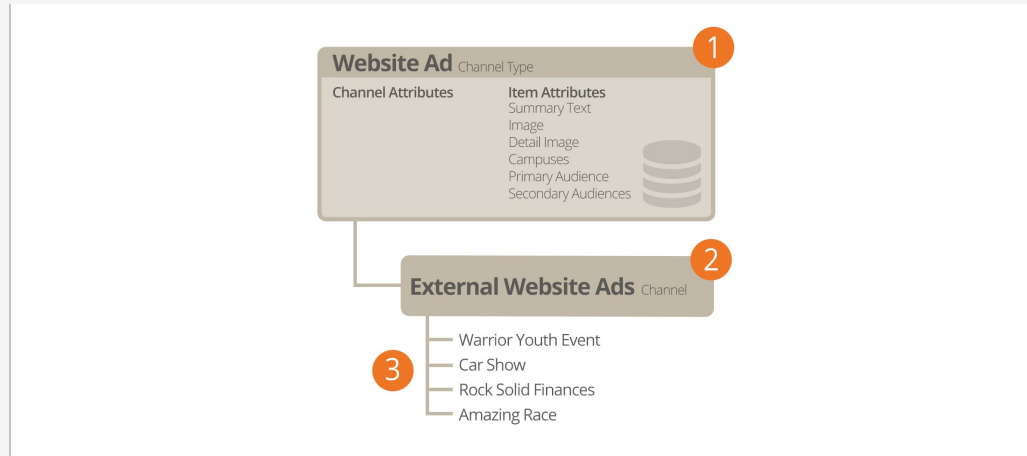 1
Website Ad Channel Type
Channel Attributes
Item Attributes
Summary Text
Image
Detail Image
Campuses
Primary Audience
Secondary Audiences
2
External Website Ads Channel
3
Warrior Youth Event
Car Show
Rock Solid Finances
Amazing Race